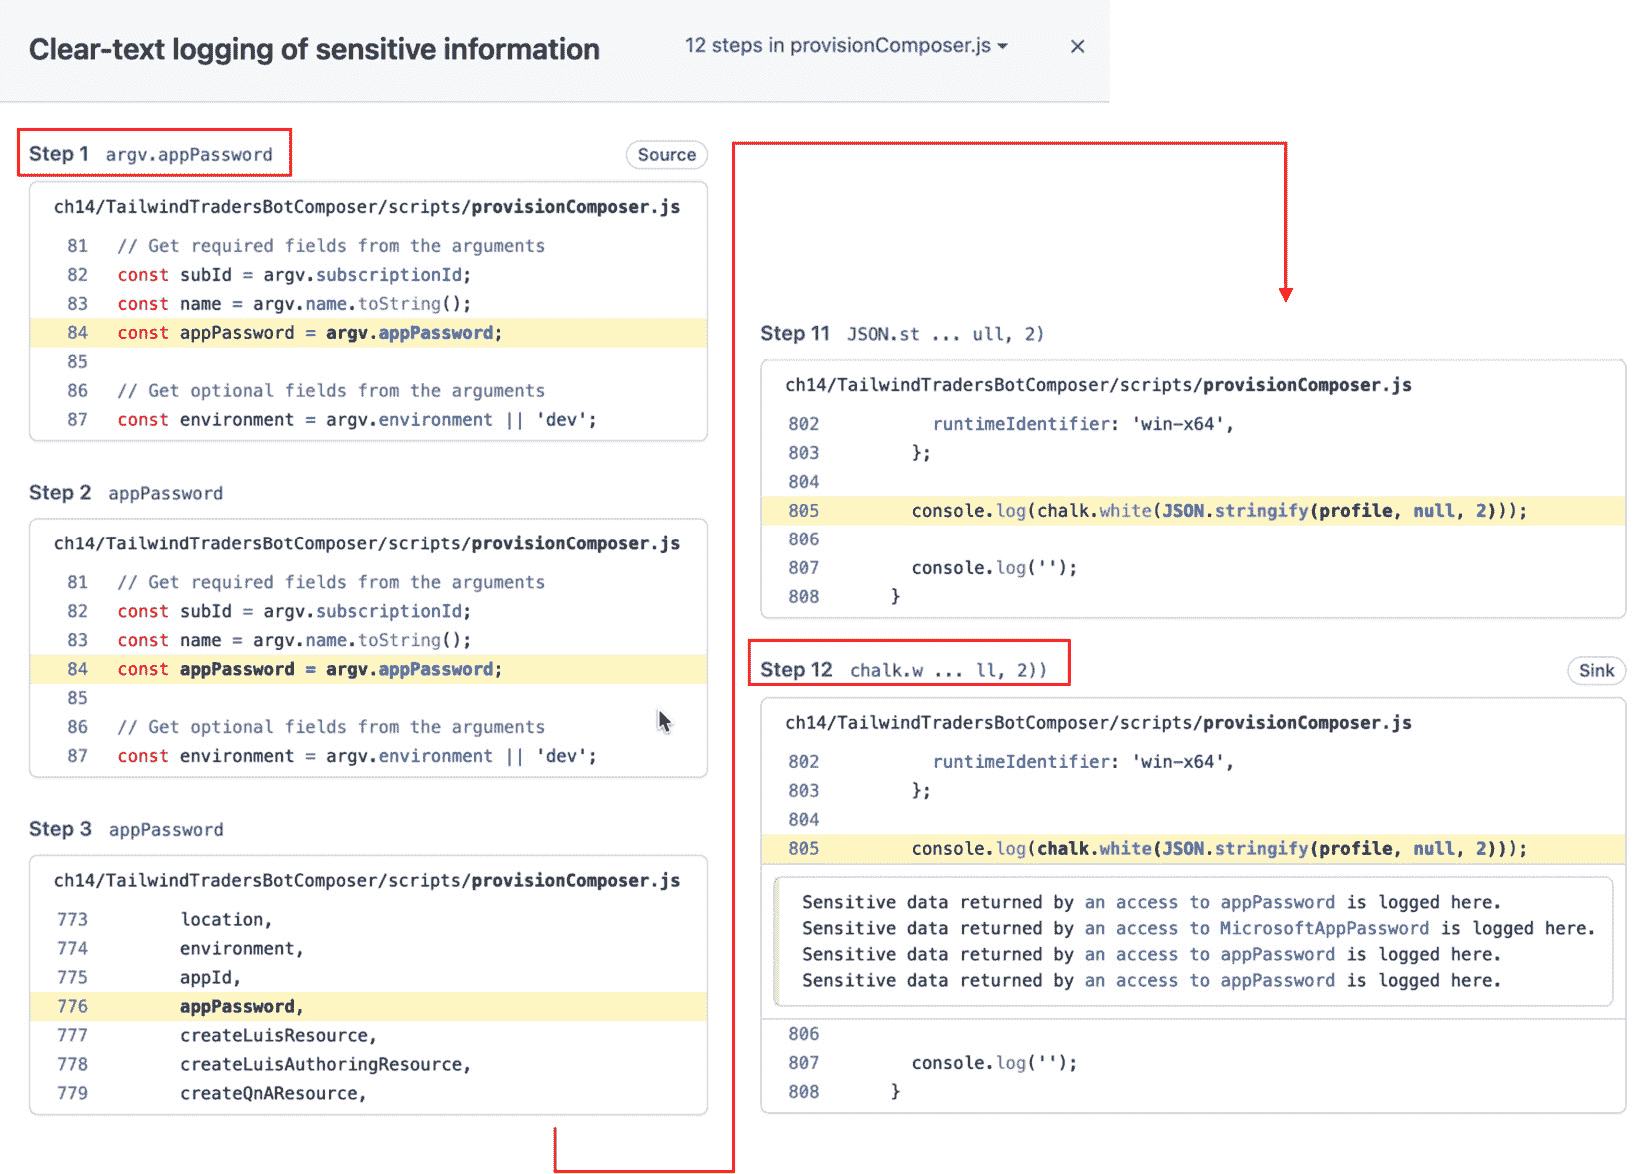 Clear-text logging of sensitive information
12 steps in provisionComposer.js
Step 1 argv.appPassword
Source
ch14/TailwindTradersBotComposer/scripts/provisionComposer.js
81 // Get required fields from the arguments
82 const subId = argv.subscriptionId;
83 const name = argv.name.toString();
84 const appPassword = argv.appPassword;
85
86 // Get optional fields from the arguments
87 const environment = argv.environment || 'dev';
Step 2 appPassword
ch14/TailwindTradersBotComposer/scripts/provisionComposer.js
81 // Get required fields from the arguments
82 const subId = argv.subscriptionId;
83 const name = argv.name.toString();
84 const appPassword = argv.appPassword;
85
86 // Get optional fields from the arguments
87 const environment = argv.environment || 'dev';
Step 3 appPassword
ch14/TailwindTradersBotComposer/scripts/provisionComposer.js
773 location,
774 environment,
775 appId,
776 appPassword,
777 createLuisResource,
778 createLuisAuthoringResource,
779 createQnAResource,
Step 11 JSON.st ... ull, 2)
ch14/TailwindTradersBotComposer/scripts/provisionComposer.js
802 runtimeIdentifier: 'win-x64',
803 };
804
805 console.log(chalk.white(JSON.stringify(profile, null, 2)));
806
807 console.log('');
808 }
Step 12 chalk.w ... ll, 2))
Sink
ch14/TailwindTradersBotComposer/scripts/provisionComposer.js
802 runtimeIdentifier: 'win-x64',
803 };
804
805 console.log(chalk.white(JSON.stringify(profile, null, 2)));
Sensitive data returned by an access to appPassword is logged here.
Sensitive data returned by an access to MicrosoftAppPassword is logged here.
Sensitive data returned by an access to appPassword is logged here.
Sensitive data returned by an access to appPassword is logged here.
806
807 console.log('');
808 }